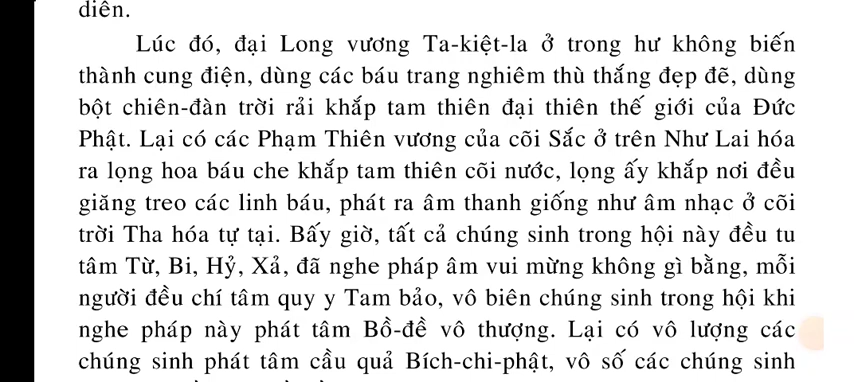 diên.
Lúc đó, đại Long vương Ta-kiệt-la ở trong hư không biến
thành cung điện, dùng các báu trang nghiêm thù thắng đẹp đẽ, dùng
bột chiên-đàn trời rải khắp tam thiên đại thiên thế giới của Đức
Phật. Lại có các Phạm Thiên vương của cõi Sắc ở trên Như Lai hóa
ra lọng hoa báu che khắp tam thiên cõi nước, lọng ấy khắp nơi đều
giăng treo các linh báu, phát ra âm thanh giống như âm nhạc ở cõi
trời Tha hóa tự tại. Bấy giờ, tất cả chúng sinh trong hội này đều tu
tâm Từ, Bi, Hỷ, Xả, đã nghe pháp âm vui mừng không gì bằng, mỗi
người đều chí tâm quy y Tam bảo, vô biên chúng sinh trong hội khi
nghe pháp này phát tâm Bồ-đề vô thượng. Lại có vô lượng các
chúng sinh phát tâm cầu quả Bích-chi-phật, vô số các chúng sinh